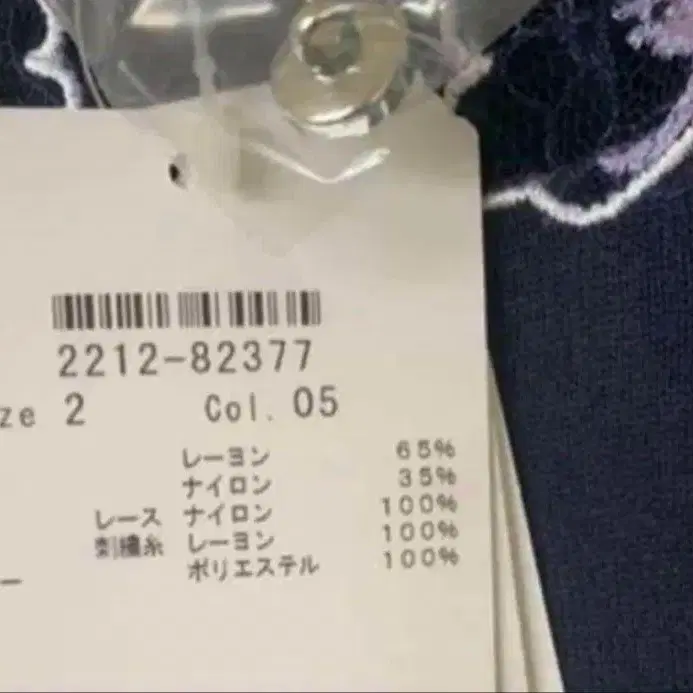 2212-82377
ze 2 Col. 05
レーヨン 65%
ナイロン 35%
レース ナイロン 100%
刺繍糸 レーヨン 100%
ポリエステル 100%
ー